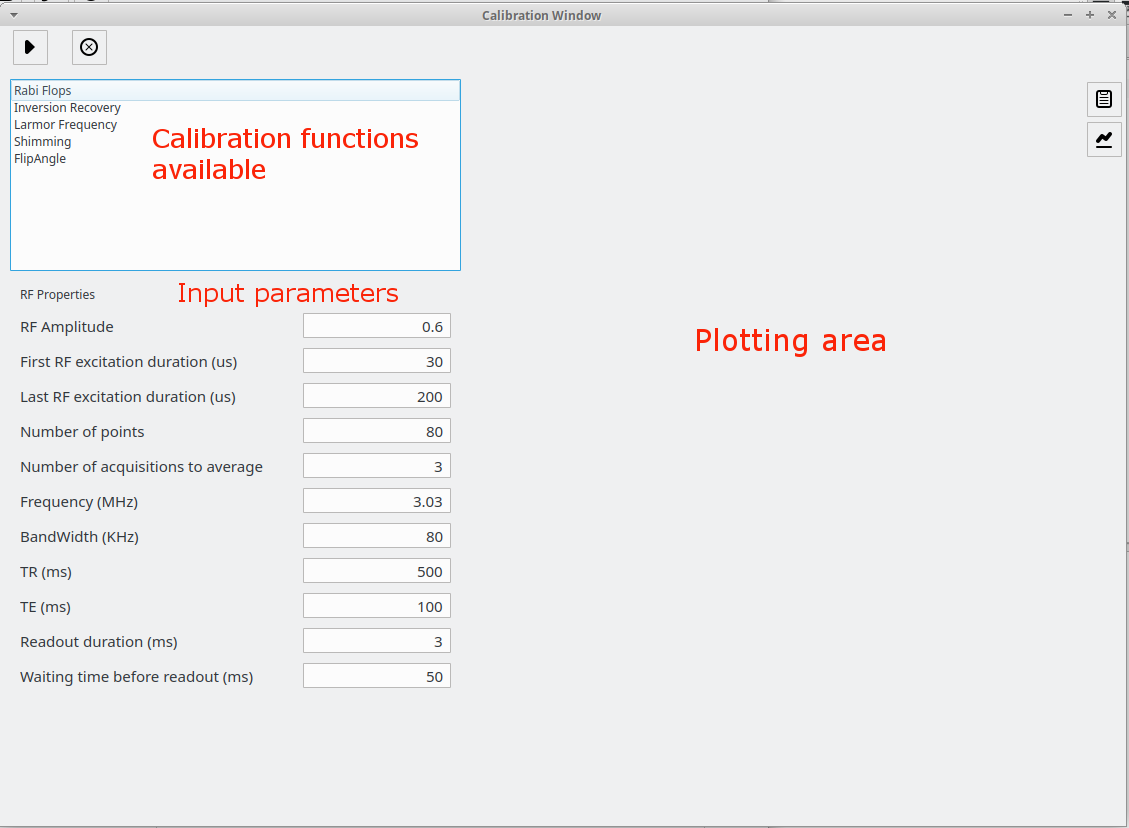 Calibration Window
Rabi Flops
Inversion Recovery
Larmor Frequency
Shimming
FlipAngle
Calibration functions
available
RF Properties
Input parameters
RF Amplitude 0.6
First RF excitation duration (us) 30
Last RF excitation duration (us) 200
Number of points 80
Number of acquisitions to average 3
Frequency (MHz) 3.03
BandWidth (KHz) 80
TR (ms) 500
TE (ms) 100
Readout duration (ms) 3
Waiting time before readout (ms) 50
Plotting area